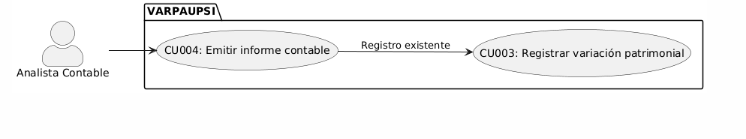 VARPAUPSI
CU004: Emitir informe contable
Registro existente
CU003: Registrar variación patrimonial
Analista Contable